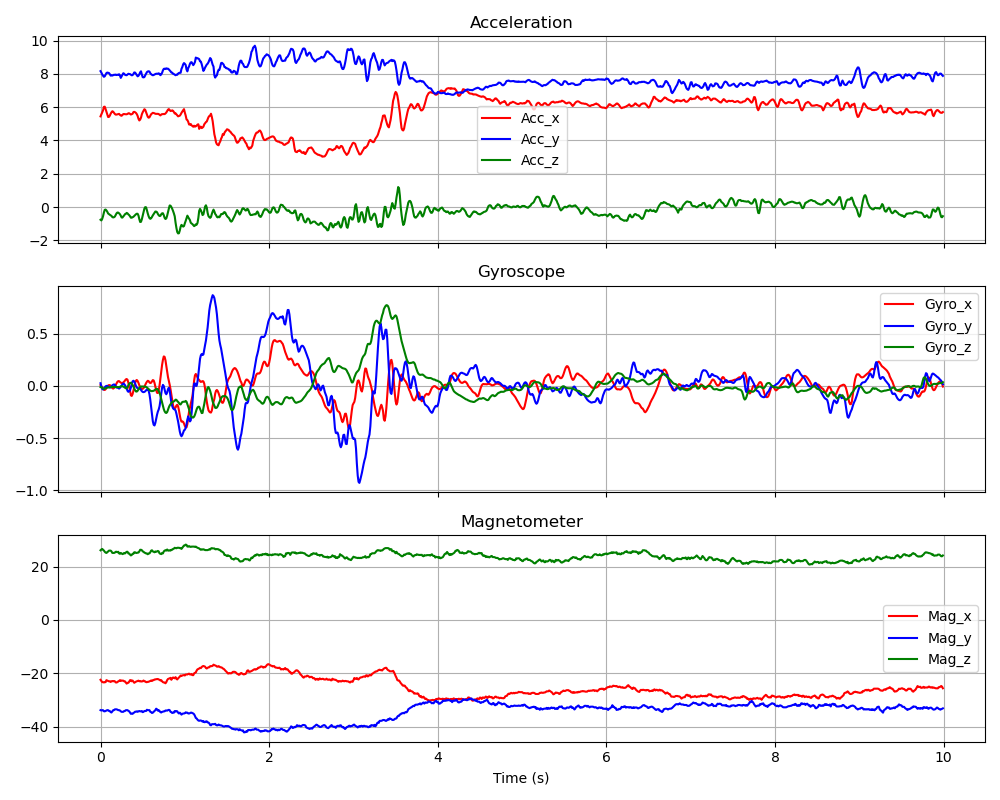 Acceleration
10
8
6
4
2
0
−2
Acc_x
Acc_y
Acc_z
Gyroscope
0.5
0.0
−0.5
−1.0
Gyro_x
Gyro_y
Gyro_z
Magnetometer
20
0
−20
−40
Mag_x
Mag_y
Mag_z
0 2 4 6 8 10
Time (s)